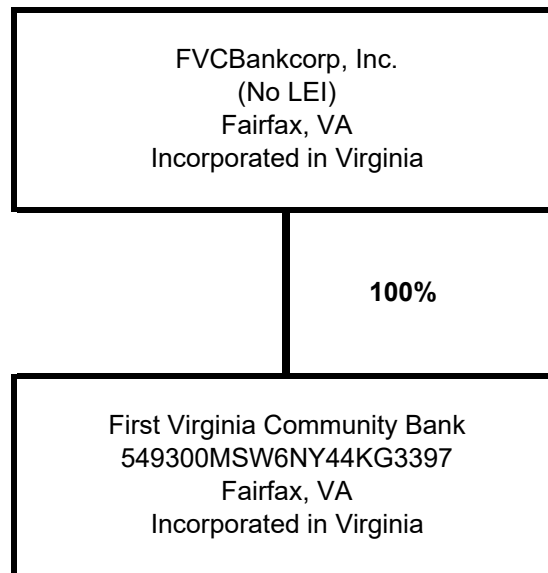 FVCBankcorp, Inc.
(No LEI)
Fairfax, VA
Incorporated in Virginia
100%
First Virginia Community Bank
549300MSW6NY44KG3397
Fairfax, VA
Incorporated in Virginia